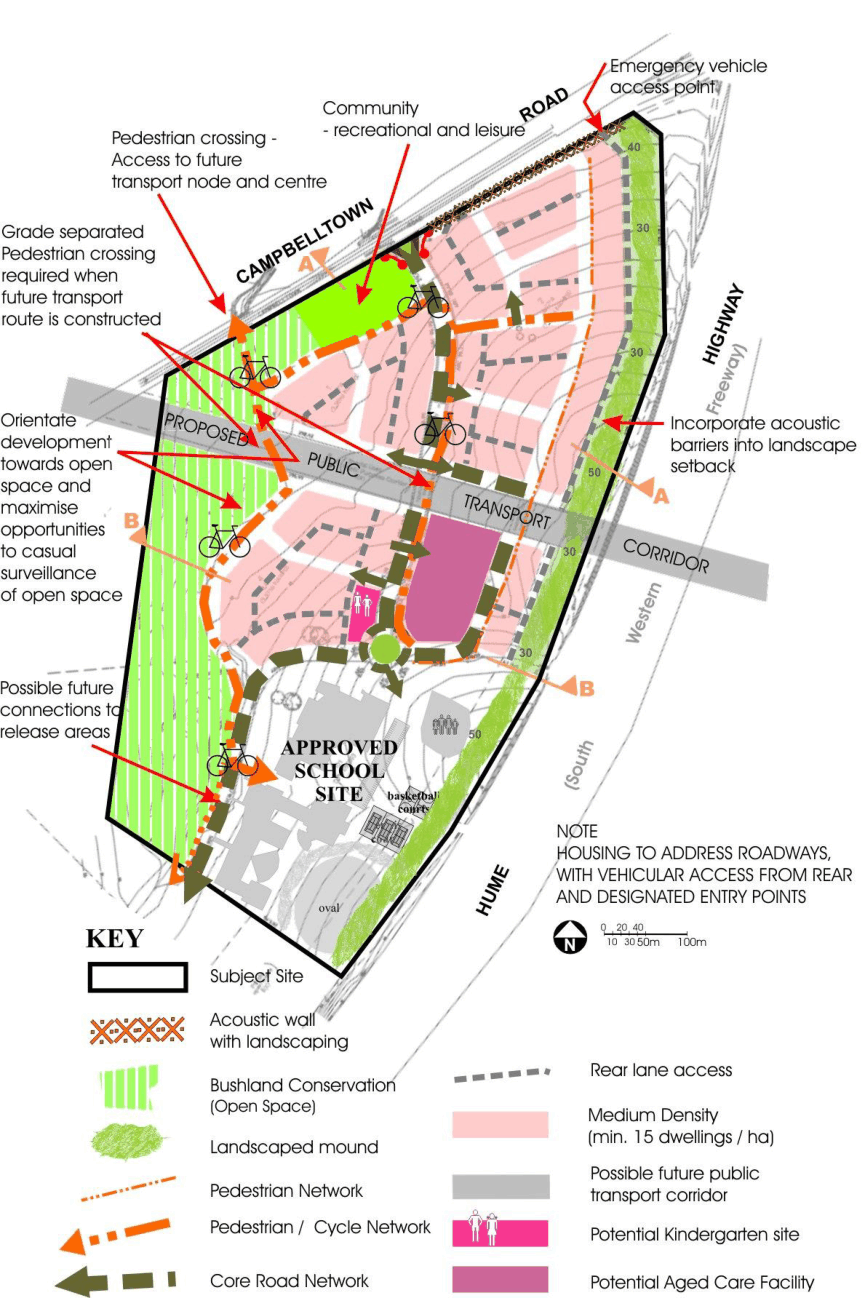 Emergency vehicle
access point
ROAD
Community
- recreational and leisure
Pedestrian crossing -
Access to future
transport node and centre
CAMPBELLTOWN
A
40
30
Grade separated
Pedestrian crossing
required when
future transport
route is constructed
HIGHWAY
Freeway)
30
Orientate
development
towards open
space and
maximise
opportunities
to casual
surveillance
of open space
PROPOSED
PUBLIC
TRANSPORT
CORRIDOR
Incorporate acoustic
barriers into landscape
setback
50
A
B
30
Western
30
B
Possible future
connections to
release areas
50
(South
APPROVED
SCHOOL
SITE
basketball
courts
oval
HUME
NOTE
HOUSING TO ADDRESS ROADWAYS,
WITH VEHICULAR ACCESS FROM REAR
AND DESIGNATED ENTRY POINTS
N
0 20 40
10 30 50m 100m
KEY
Subject Site
Acoustic wall
with landscaping
Bushland Conservation
(Open Space)
Landscaped mound
Pedestrian Network
Pedestrian / Cycle Network
Core Road Network
Rear lane access
Medium Density
(min. 15 dwellings / ha)
Possible future public
transport corridor
Potential Kindergarten site
Potential Aged Care Facility